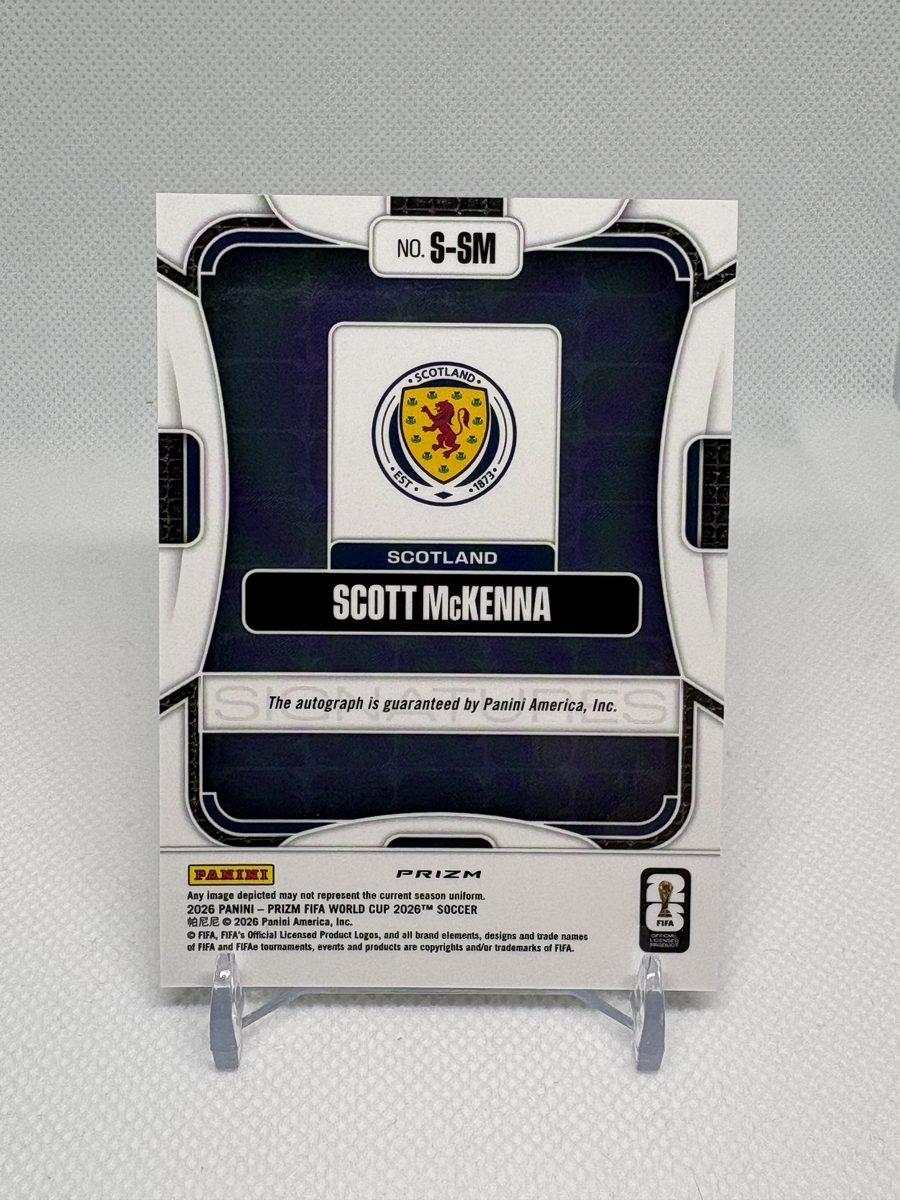 NO. S-SM
SCOTLAND
EST. 1873
SCOTLAND
SCOTT McKENNA
SIGNATURES
The autograph is guaranteed by Panini America, Inc.
PANINI
PRIZM
Any image depicted may not represent the current season uniform.
2026 PANINI – PRIZM FIFA WORLD CUP 2026™ SOCCER
帕尼尼 © 2026 Panini America, Inc.
© FIFA, FIFA's Official Licensed Product Logos, and all brand elements, designs and trade names
of FIFA and FIFAe tournaments, events and products are copyrights and/or trademarks of FIFA.
26
FIFA
OFFICIAL
LICENSED
PRODUCT